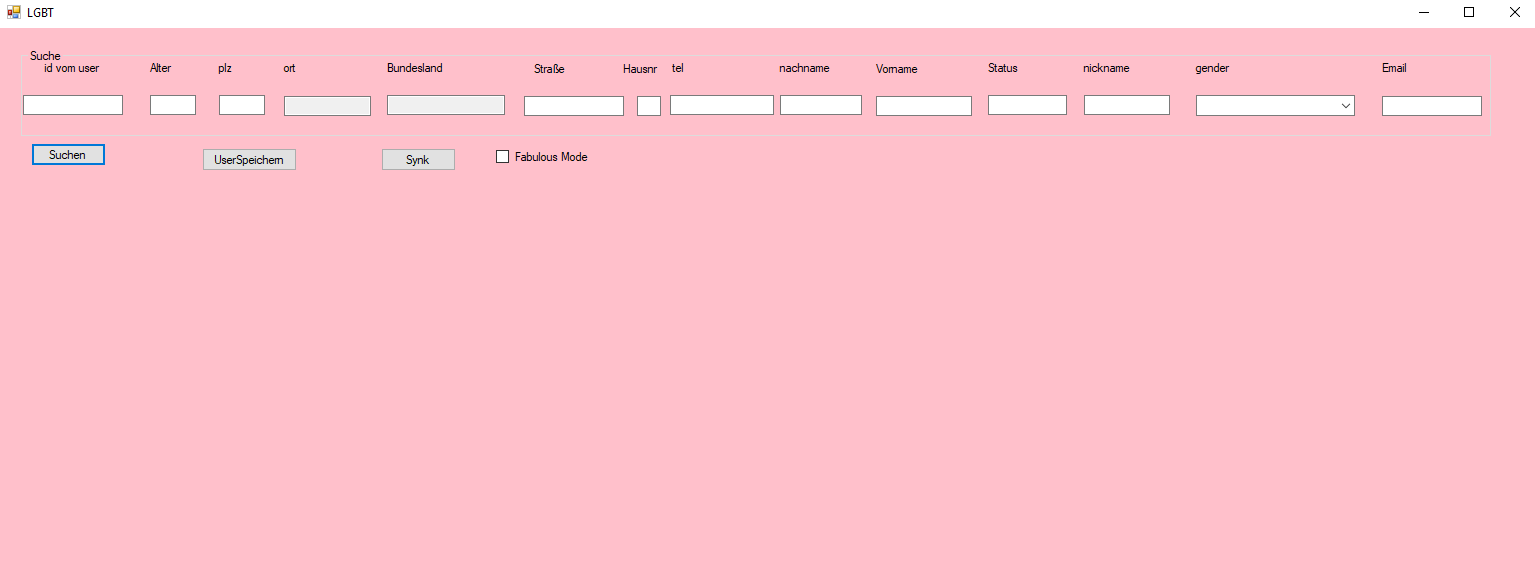 LGBT
Suche
id vom user Alter plz ort Bundesland Straße Hausnr tel nachname Vorname Status nickname gender Email
Suchen UserSpeichern Synk Fabulous Mode